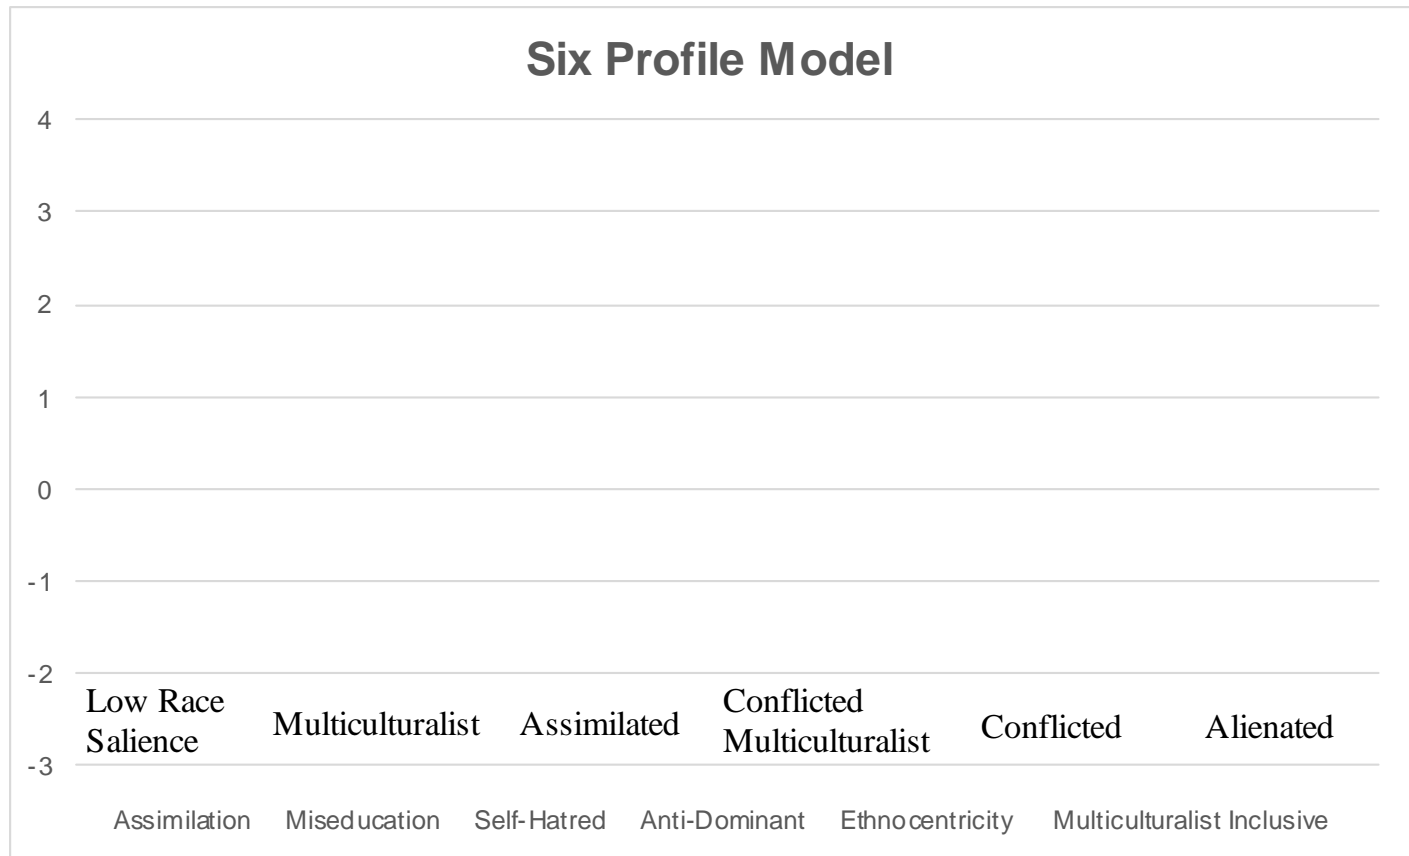 Six Profile Model
4
3
2
1
0
-1
-2
Low Race
Salience
Multiculturalist
Assimilated
Conflicted
Multiculturalist
Conflicted
Alienated
-3
Assimilation Miseducation Self-Hatred Anti-Dominant Ethnocentricity Multiculturalist Inclusive